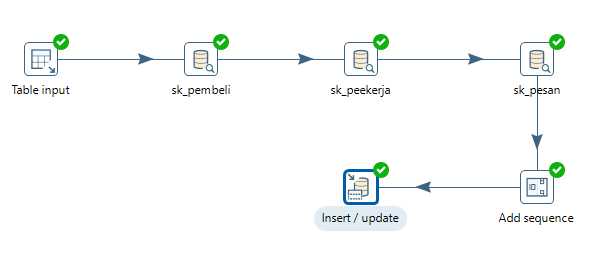 Table input
sk_pembeli
sk_peekerja
sk_pesan
Insert / update
Add sequence